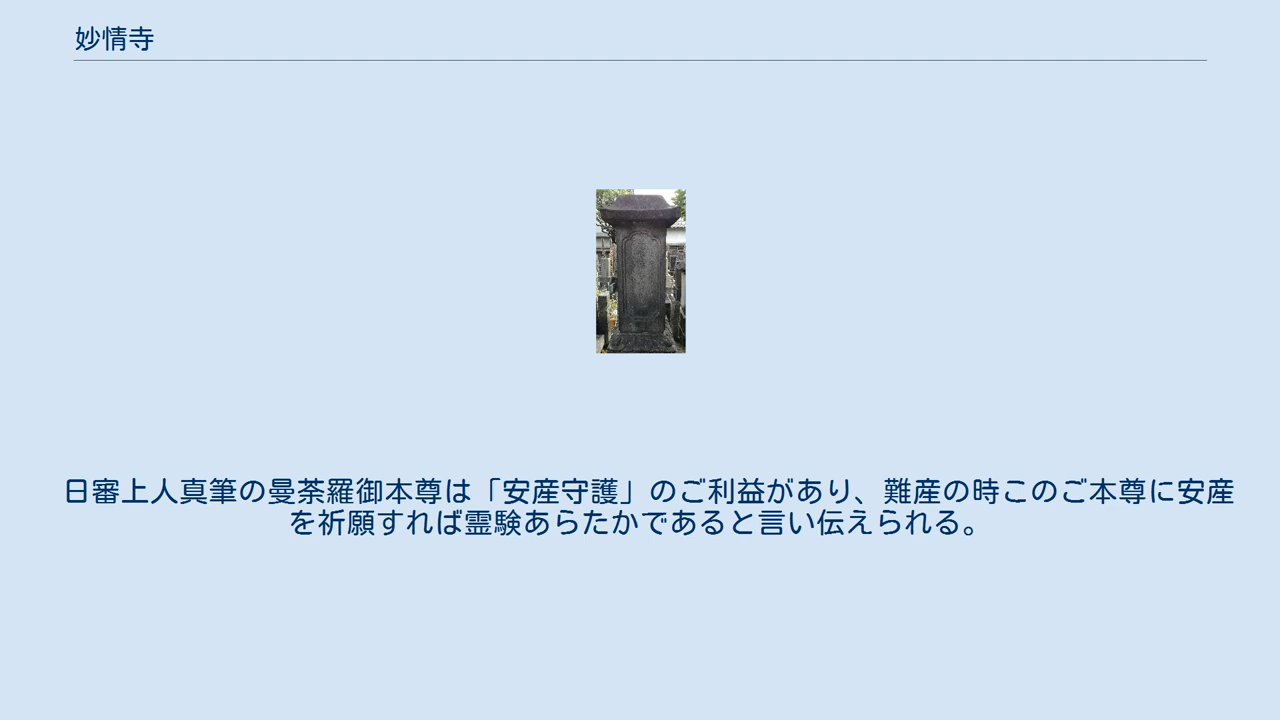 妙情寺
日審上人真筆の曼荼羅御本尊は「安産守護」のご利益があり、難産の時このご本尊に安産
を祈願すれば霊験あらたかであると言い伝えられる。